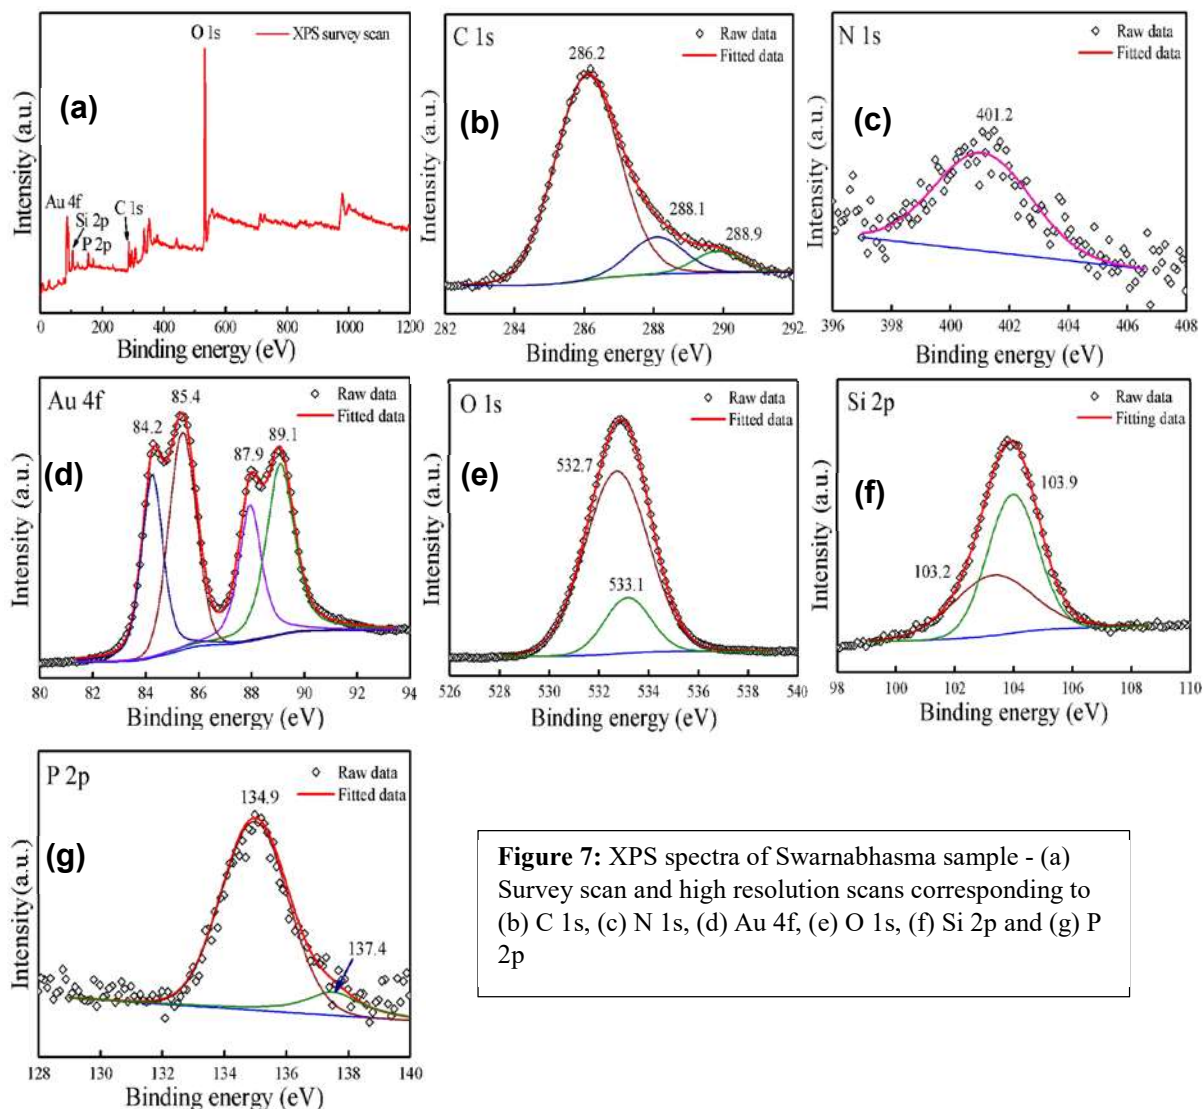 O 1s
XPS survey scan
(a)
Au 4f
Si 2p
P 2p
C 1s
Intensity (a.u.)
0 200 400 600 800 1000 1200
Binding energy (eV)
C 1s
286.2
Raw data
Fitted data
(b)
288.1
288.9
Intensity (a.u.)
282 284 286 288 290 292
Binding energy (eV)
N 1s
Raw data
Fitted data
(c)
401.2
Intensity (a.u.)
396 398 400 402 404 406 408
Binding energy (eV)
Au 4f
85.4
84.2
89.1
87.9
Raw data
Fitted data
(d)
Intensity (a.u.)
80 82 84 86 88 90 92 94
Binding energy (eV)
O 1s
Raw data
Fitted data
532.7
(e)
533.1
Intensity (a.u.)
526 530 532 534 536 540
Binding energy (eV)
Si 2p
Raw data
Fitting data
103.9
(f)
103.2
Intensity (a.u.)
98 100 102 104 106 108 110
Binding energy (eV)
P 2p
134.9
Raw data
Fitted data
(g)
137.4
Intensity (a.u.)
128 130 132 134 136 138 140
Binding energy (eV)
Figure 7: XPS spectra of Swarnabhasma sample - (a)
Survey scan and high resolution scans corresponding to
(b) C 1s, (c) N 1s, (d) Au 4f, (e) O 1s, (f) Si 2p and (g) P
2p